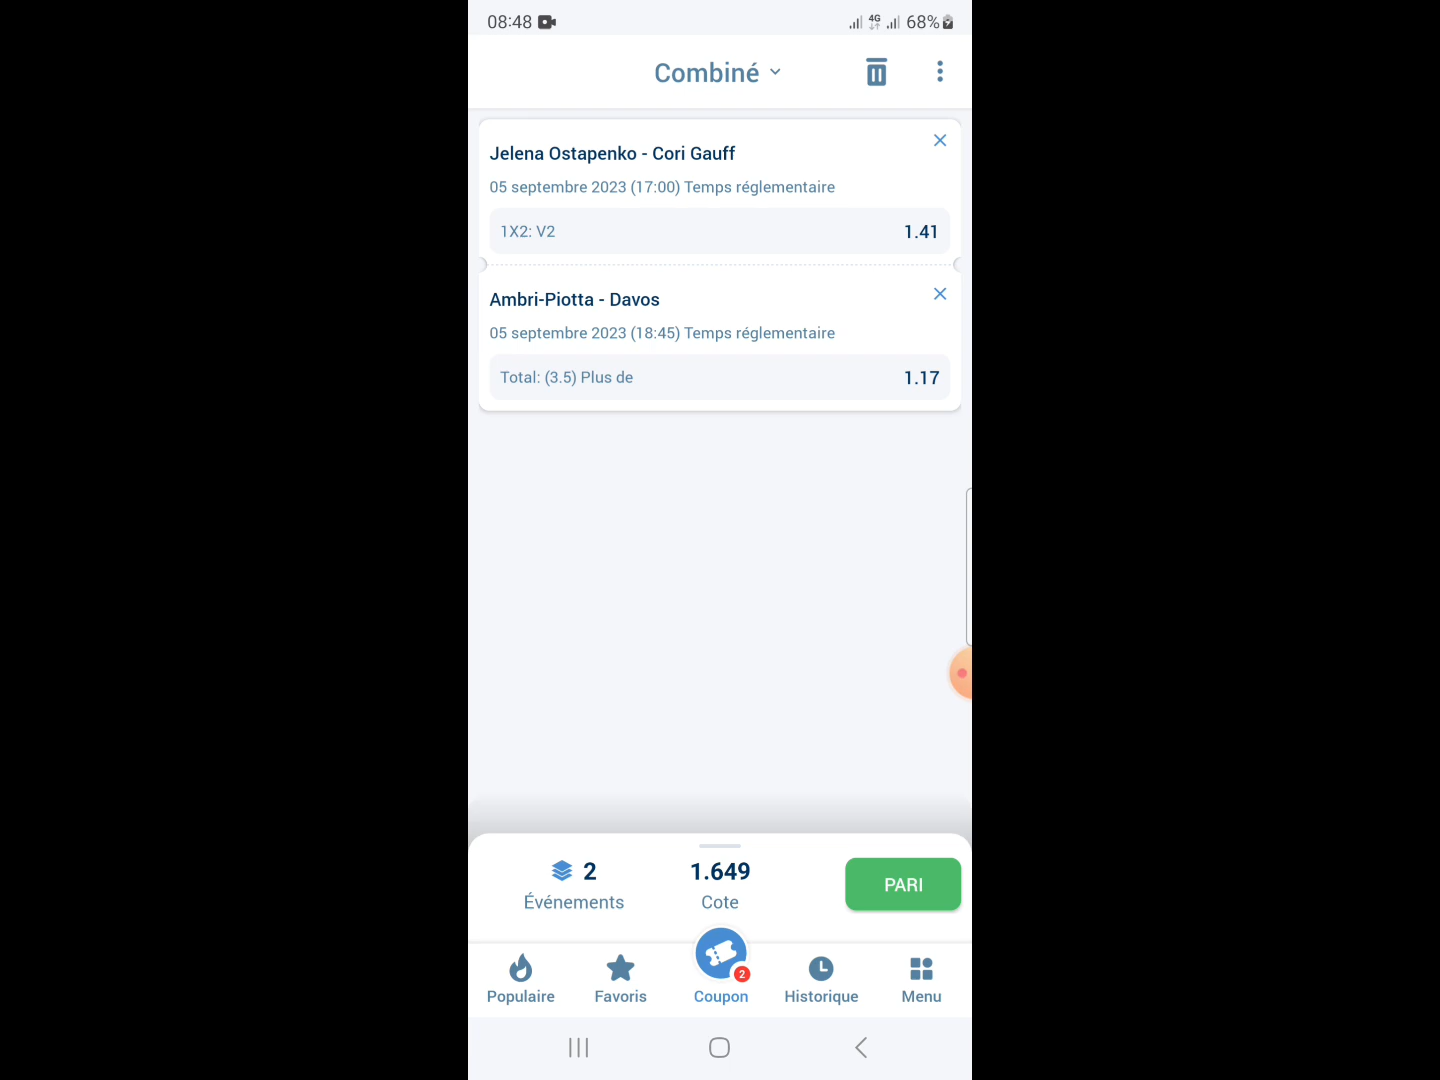 08:48
4G
68%
Combiné
Jelena Ostapenko - Cori Gauff
05 septembre 2023 (17:00) Temps réglementaire
1X2: V2 1.41
Ambri-Piotta - Davos
05 septembre 2023 (18:45) Temps réglementaire
Total: (3.5) Plus de 1.17
2 1.649
Événements Cote
PARI
2
Populaire Favoris Coupon Historique Menu